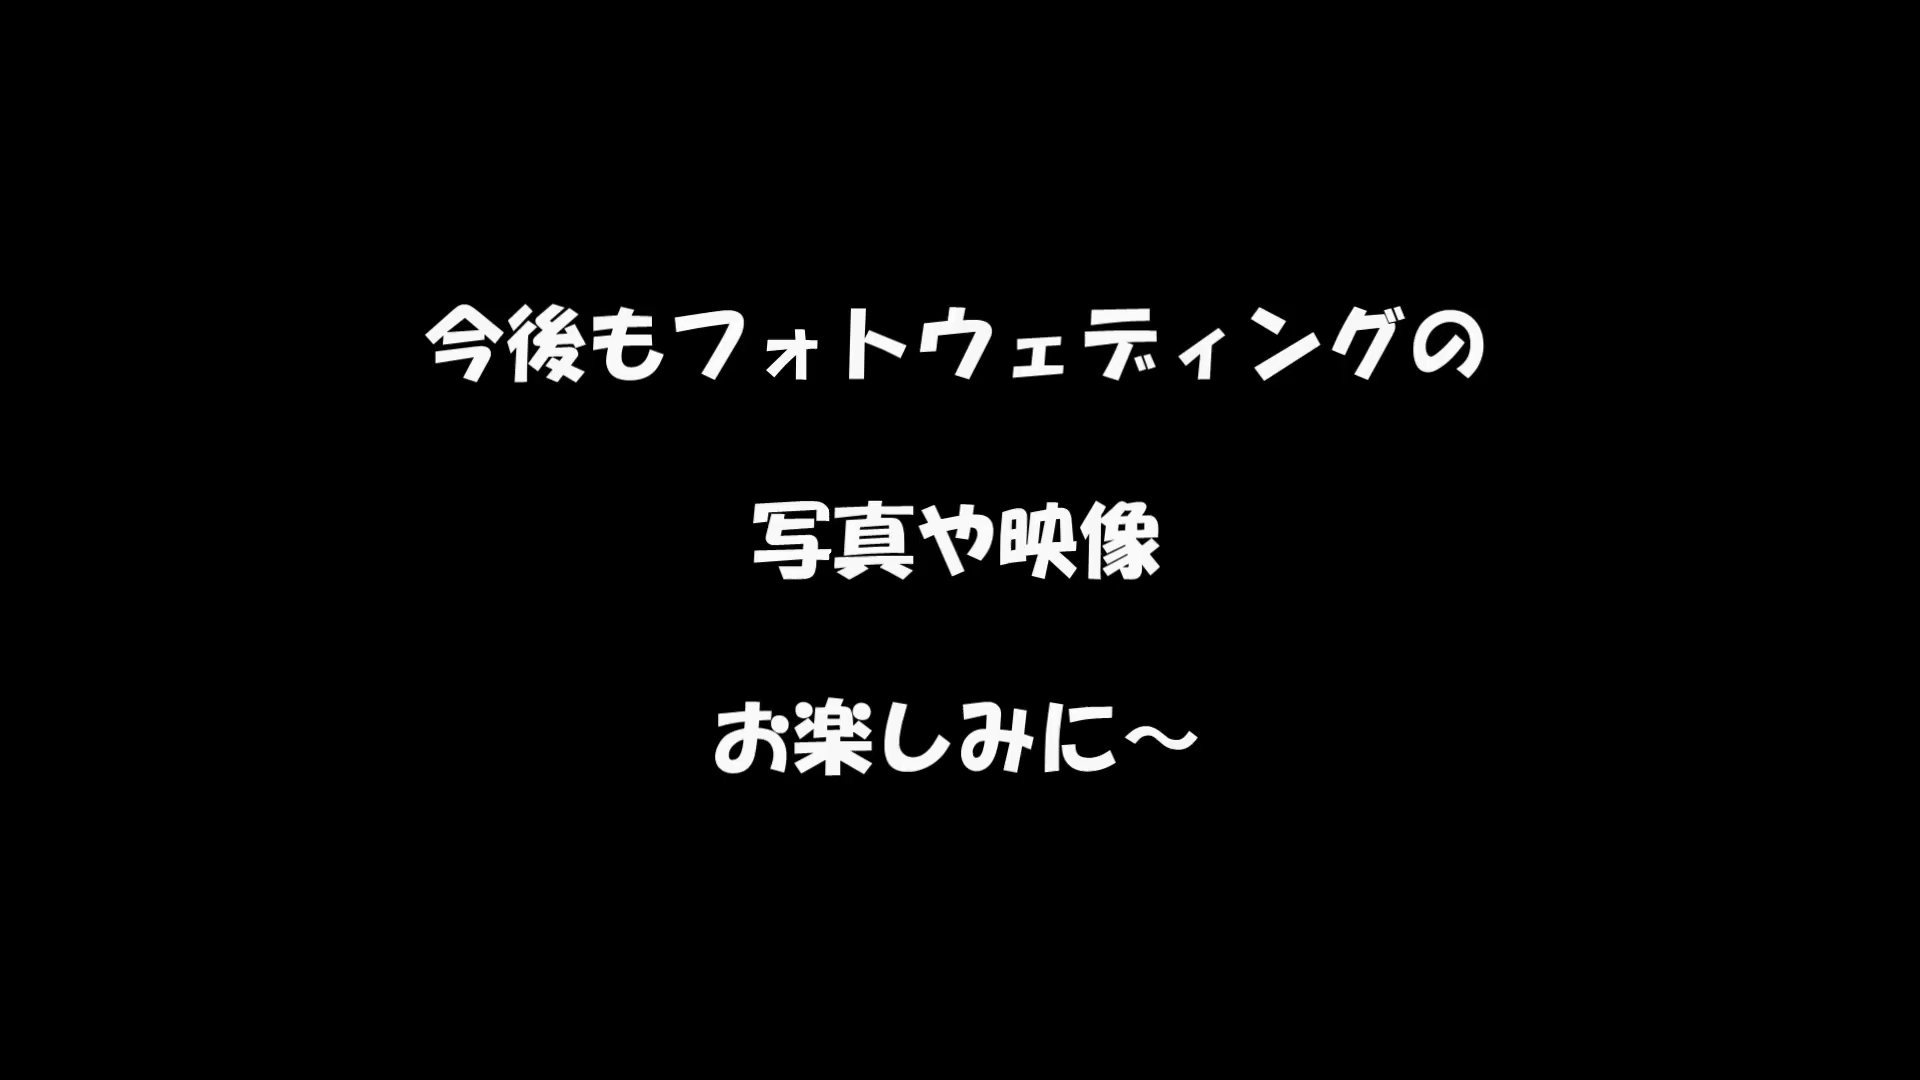 今後もフォトウェディングの
写真や映像
お楽しみに〜